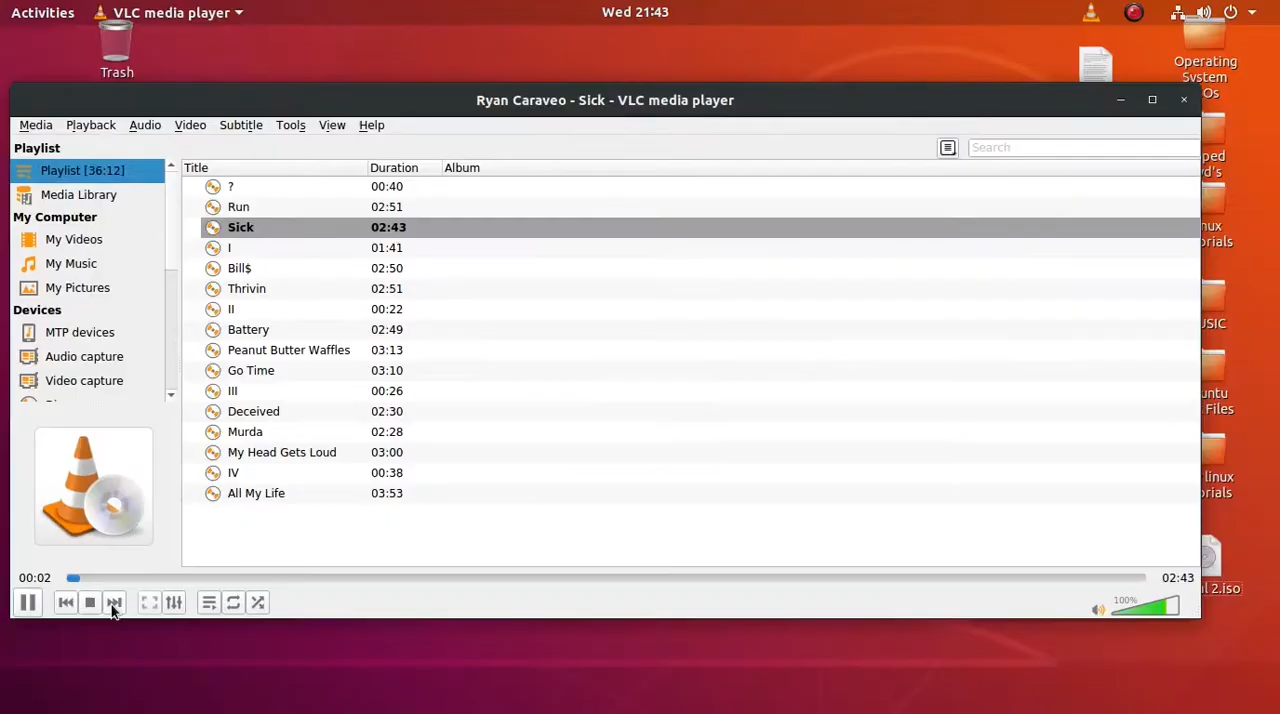 Activities VLC media player Wed 21:43
Trash
Operating
System
Os
Ryan Caraveo - Sick - VLC media player
Media Playback Audio Video Subtitle Tools View Help
Playlist Search
Playlist [36:12]
Media Library
My Computer
My Videos
My Music
My Pictures
Devices
MTP devices
Audio capture
Video capture
Title Duration Album
? 00:40
Run 02:51
Sick 02:43
I 01:41
Bill$ 02:50
Thrivin 02:51
II 00:22
Battery 02:49
Peanut Butter Waffles 03:13
Go Time 03:10
III 00:26
Deceived 02:30
Murda 02:28
My Head Gets Loud 03:00
IV 00:38
All My Life 03:53
ped
yd's
nux
orials
USIC
untu
Files
linux
orials
l 2.iso
00:02 02:43
100%